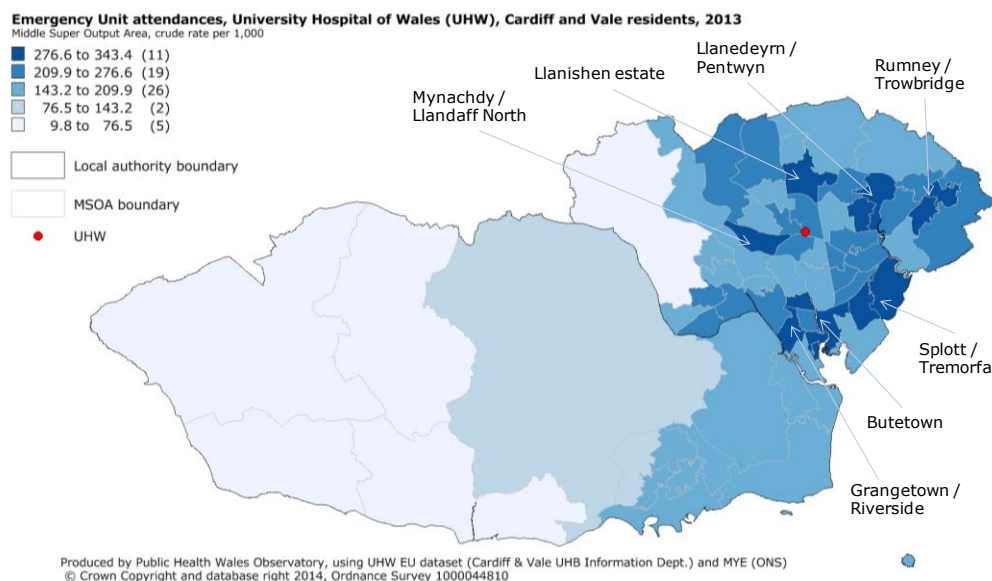 Emergency Unit attendances, University Hospital of Wales (UHW), Cardiff and Vale residents, 2013
Middle Super Output Area, crude rate per 1,000
276.6 to 343.4 (11)
209.9 to 276.6 (19)
143.2 to 209.9 (26)
76.5 to 143.2 (2)
9.8 to 76.5 (5)
Local authority boundary
MSOA boundary
UHW
Mynachdy /
Llandaff North
Llanishen estate
Llanedeyrn /
Pentwyn
Rumney /
Trowbridge
Splott /
Tremorfa
Butetown
Grangetown /
Riverside
Produced by Public Health Wales Observatory, using UHW EU dataset (Cardiff & Vale UHB Information Dept.) and MYE (ONS)
© Crown Copyright and database right 2014, Ordnance Survey 1000044810